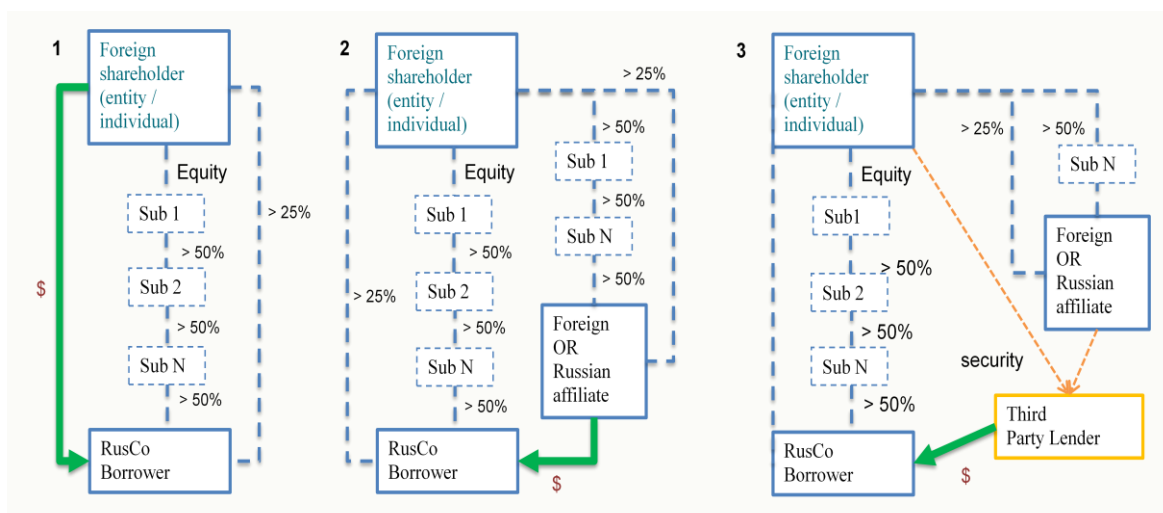 1
Foreign
shareholder
(entity /
individual)
Equity
Sub 1
> 50%
Sub 2
> 50%
Sub N
> 50%
RusCo
Borrower
> 25%
$
2
Foreign
shareholder
(entity /
individual)
> 25%
Equity
Sub 1
> 50%
Sub 2
> 50%
Sub N
> 50%
RusCo
Borrower
> 25%
> 50%
Sub 1
> 50%
Sub N
> 50%
Foreign
OR
Russian
affiliate
$
3
Foreign
shareholder
(entity /
individual)
Equity
Sub1
> 50%
Sub 2
> 50%
Sub N
> 50%
RusCo
Borrower
> 25%
> 50%
Sub N
Foreign
OR
Russian
affiliate
security
Third
Party Lender
$